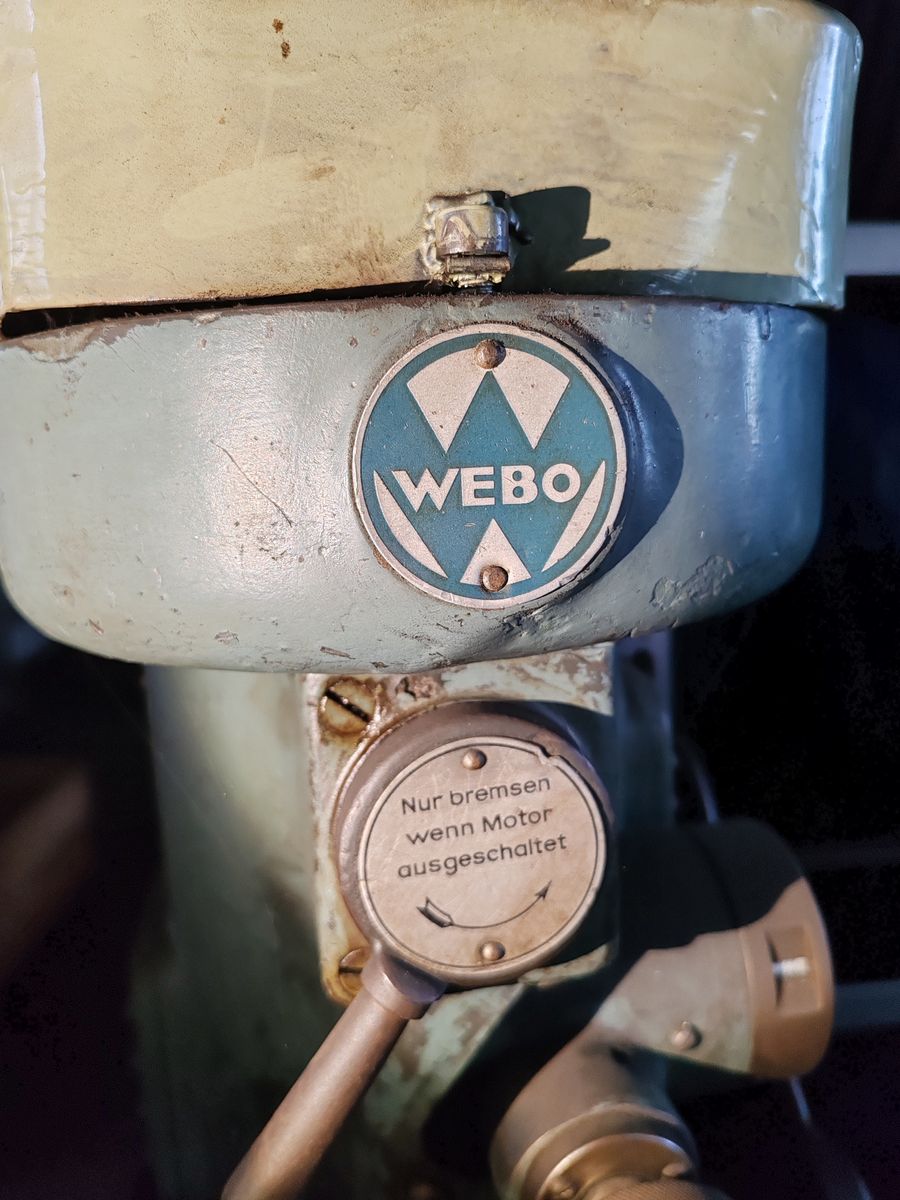 WEBO
Nur bremsen
wenn Motor
ausgeschaltet